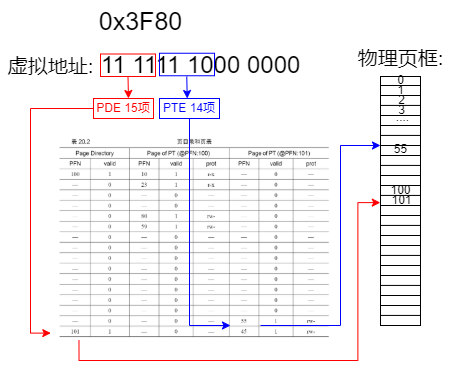 0x3F80
虚拟地址: 11 1111 1000 0000
物理页框:
PDE 15项 PTE 14项
0
1
2
3
....
55
100
101
表 20.2 页目录和页表
Page Directory Page of PT (@PFN:100) Page of PT (@PFN:101)
PFN valid PFN valid prot PFN valid prot
100 1 10 1 r-x — 0 —
— 0 23 1 r-x — 0 —
— 0 — 0 — — 0 —
— 0 — 0 — — 0 —
— 0 80 1 rw- — 0 —
— 0 59 1 rw- — 0 —
— 0 — 0 — — 0 —
— 0 — 0 — — 0 —
— 0 — 0 — — 0 —
— 0 — 0 — — 0 —
— 0 — 0 — — 0 —
— 0 — 0 — — 0 —
— 0 — 0 — — 0 —
— 0 — 0 — — 0 —
— 0 — 0 — 55 1 rw-
101 1 — 0 — 45 1 rw-